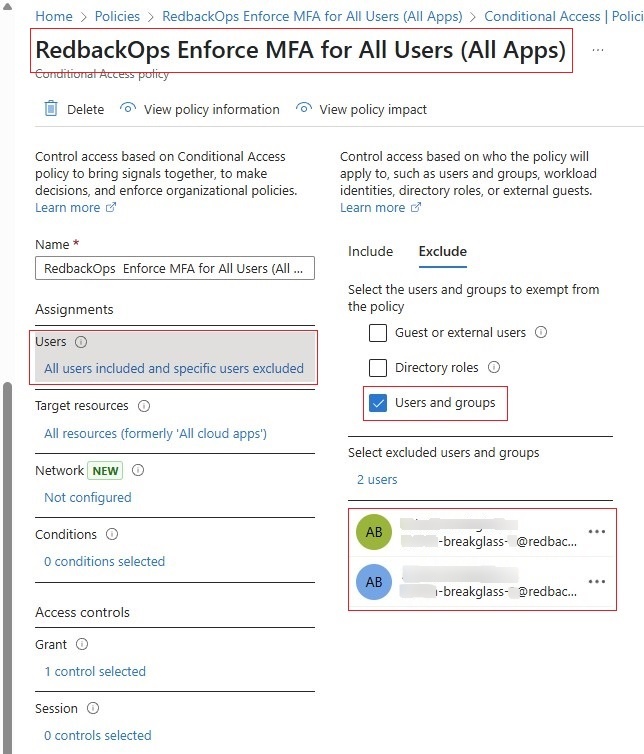 Home > Policies > RedbackOps Enforce MFA for All Users (All Apps) > Conditional Access | Polici
RedbackOps Enforce MFA for All Users (All Apps) ...
Conditional Access policy
Delete View policy information View policy impact
Control access based on Conditional Access
policy to bring signals together, to make
decisions, and enforce organizational policies.
Learn more
Name *
RedbackOps Enforce MFA for All Users (All ...
Assignments
Users
All users included and specific users excluded
Target resources
All resources (formerly 'All cloud apps')
Network NEW
Not configured
Conditions
0 conditions selected
Access controls
Grant
1 control selected
Session
0 controls selected
Control access based on who the policy will
apply to, such as users and groups, workload
identities, directory roles, or external guests.
Learn more
Include Exclude
Select the users and groups to exempt from
the policy
Guest or external users
Directory roles
Users and groups
Select excluded users and groups
2 users
AB
-breakglass- @redbac...
AB
-breakglass- @redbac...